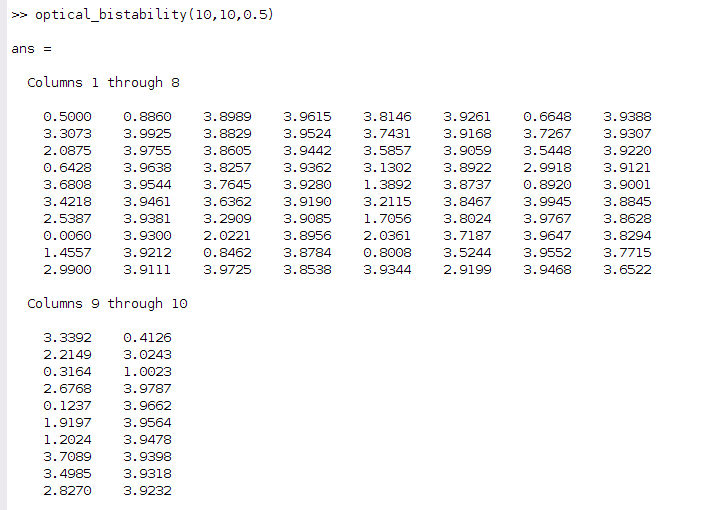 >> optical_bistability(10,10,0.5)
ans =
Columns 1 through 8
0.5000 0.8860 3.8989 3.9615 3.8146 3.9261 0.6648 3.9388
3.3073 3.9925 3.8829 3.9524 3.7431 3.9168 3.7267 3.9307
2.0875 3.9755 3.8605 3.9442 3.5857 3.9059 3.5448 3.9220
0.6428 3.9638 3.8257 3.9362 3.1302 3.8922 2.9918 3.9121
3.6808 3.9544 3.7645 3.9280 1.3892 3.8737 0.8920 3.9001
3.4218 3.9461 3.6362 3.9190 3.2115 3.8467 3.9945 3.8845
2.5387 3.9381 3.2909 3.9085 1.7056 3.8024 3.9767 3.8628
0.0060 3.9300 2.0221 3.8956 2.0361 3.7187 3.9647 3.8294
1.4557 3.9212 0.8462 3.8784 0.8008 3.5244 3.9552 3.7715
2.9900 3.9111 3.9725 3.8538 3.9344 2.9199 3.9468 3.6522
Columns 9 through 10
3.3392 0.4126
2.2149 3.0243
0.3164 1.0023
2.6768 3.9787
0.1237 3.9662
1.9197 3.9564
1.2024 3.9478
3.7089 3.9398
3.4985 3.9318
2.8270 3.9232